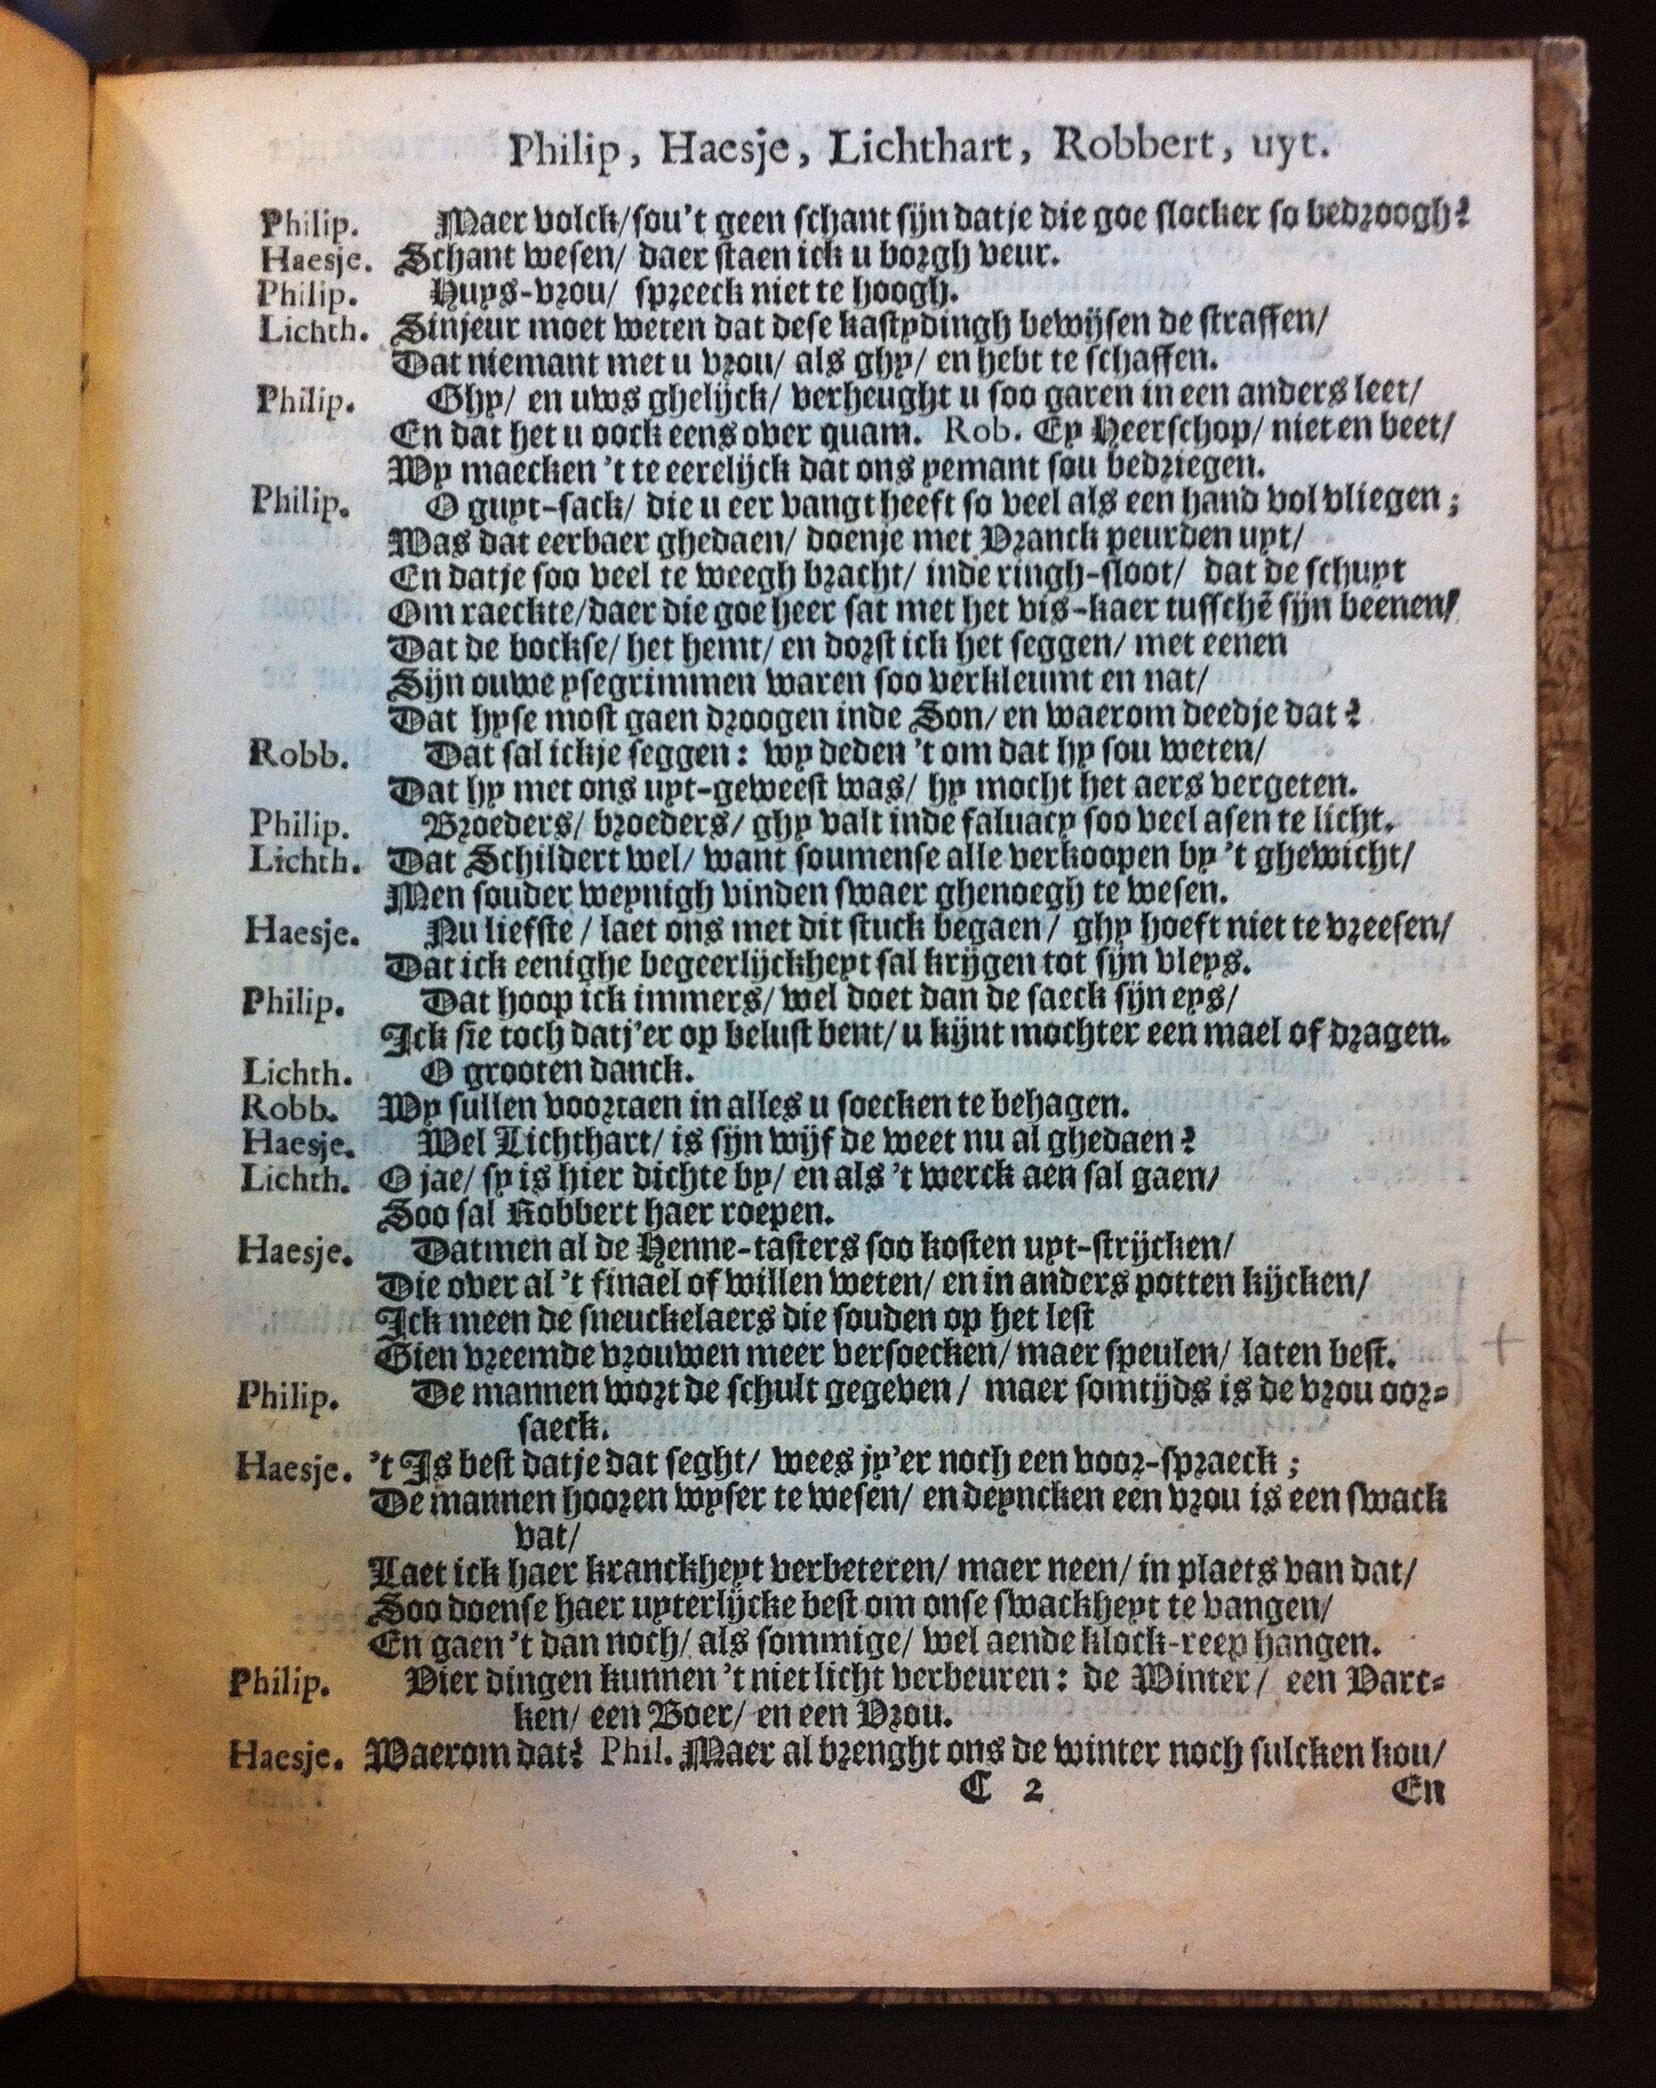 Philip, Haesje, Lichthart, Robbert, uyt.
Philip. Maer volck/sou't geen schant sijn datje die goe slocker so bedroogh?
Haesje. Schant wesen/ daer staen ick u borgh veur.
Philip. Huys-vrou/ spreeck niet te hoogh.
Lichth. Sinjeur moet weten dat dese kastydingh bewijsen de straffen/
Dat niemant met u vrou/ als ghy/ en hebt te schaffen.
Philip. Ghy/ en uws ghelijck/ verheught u soo garen in een anders leet/
En dat het u oock eens over quam. Rob. Ey Heerschop/ niet en beet/
Wy maecken 't te eerelijck dat ons yemant sou bedriegen.
Philip. O guyt-sack/ die u eer vangt heeft so veel als een hand vol vliegen;
Was dat eerbaer ghedaen/ doenje met Vranck peurden uyt/
En datje soo veel te weegh bracht/ inde ringh-sloot/ dat de schuyt
Om raeckte/daer die goe heer sat met het vis-kaer tusschē sijn beenen/
Dat de bockse/ het hemt/ en dorst ick het seggen/ met eenen
Sijn ouwe ysegrimmen waren soo verkleumt en nat/
Dat hyse most gaen droogen inde Son/ en waerom deedje dat?
Robb. Dat sal ickje seggen: wy deden 't om dat hy sou weten/
Dat hy met ons uyt-geweest was/ hy mocht het aers vergeten.
Philip. Broeders/ broeders/ ghy valt inde faluacy soo veel asen te licht.
Lichth. Dat Schildert wel/ want soumense alle verkoopen by 't ghewicht/
Men souder weynigh vinden swaer ghenoegh te wesen.
Haesje. Nu liefste/ laet ons met dit stuck begaen/ ghy hoeft niet te vreesen/
Dat ick eenighe begeerlijckheyt sal krijgen tot sijn vleys.
Philip. Dat hoop ick immers/ wel doet dan de saeck sijn eys/
Ick sie toch datj'er op belust bent/ u kijnt mochter een mael of dragen.
Lichth. O grooten danck.
Robb. Wy sullen voortaen in alles u soecken te behagen.
Haesje. Wel Lichthart/ is sijn wijf de weet nu al ghedaen?
Lichth. O jae/ sy is hier dichte by/ en als 't werck aen sal gaen/
Soo sal Robbert haer roepen.
Haesje. Datmen al de Henne-tasters soo kosten uyt-strijcken/
Die over al 't finael of willen weten/ en in anders potten kijcken/
Ick meen de sneuckelaers die souden op het lest
Gien vreemde vrouwen meer versoecken/ maer speulen/ laten best.
Philip. De mannen wort de schult gegeven/ maer somtijds is de vrou oor-
saeck.
Haesje. 't Is best datje dat seght/ wees jy'er noch een voor-spraeck;
De mannen hooren wyser te wesen/ en deyncken een vrou is een swack
vat/
Laet ick haer kranckheyt verbeteren/ maer neen/ in plaets van dat/
Soo doense haer uyterlijcke best om onse swackheyt te vangen/
En gaen 't dan noch/ als sommige/ wel aende klock-reep hangen.
Philip. Vier dingen kunnen 't niet licht verbeuren: de Winter/ een Varc-
ken/ een Boer/ en een Vrou.
Haesje. Waerom dat? Phil. Maer al brenght ons de winter noch sulcken kou/
C 2 En